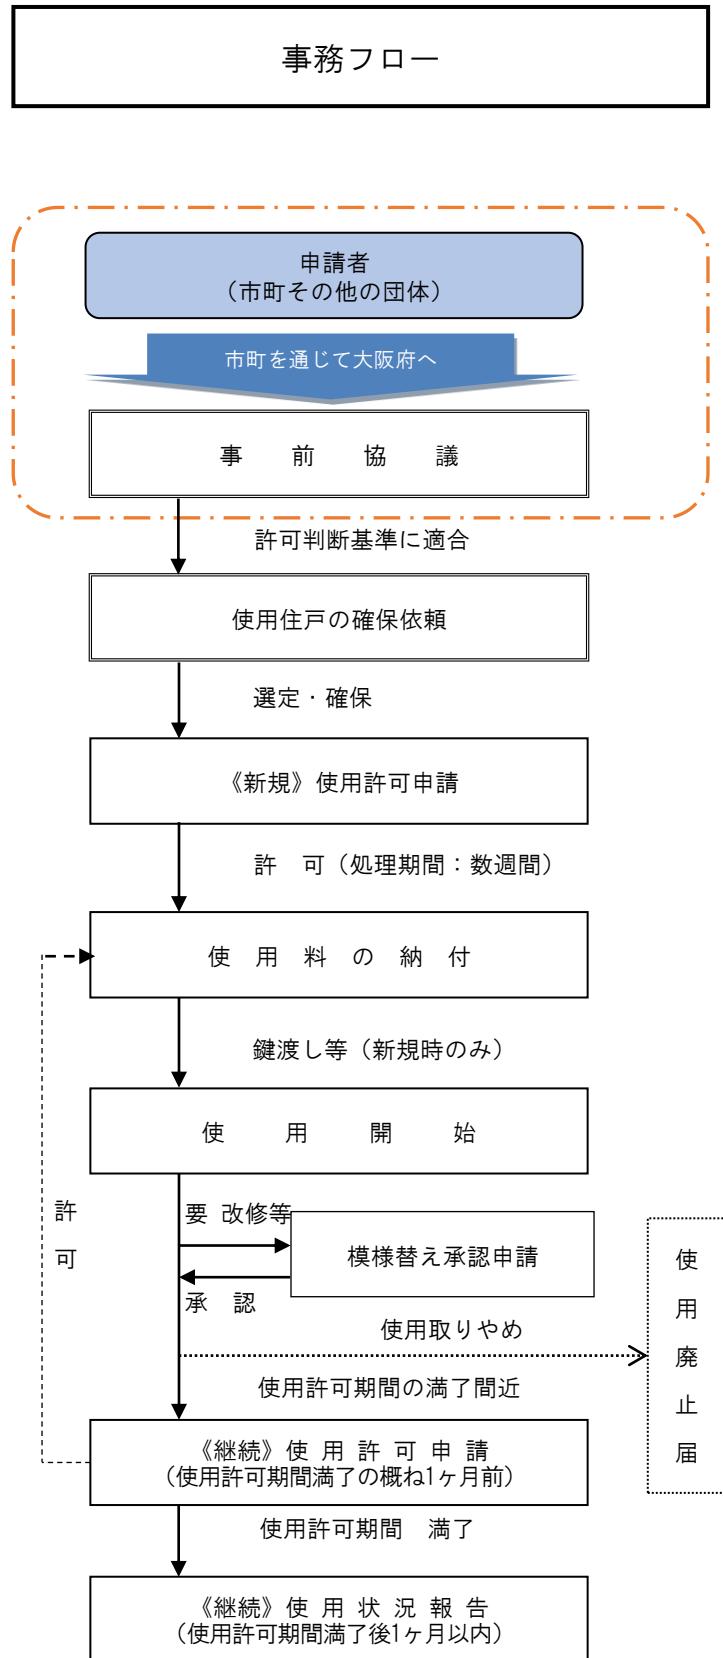 事務フロー
申請者
（市町その他の団体）
市町を通じて大阪府へ
事　前　協　議
許可判断基準に適合
使用住戸の確保依頼
選定・確保
《新規》使用許可申請
許　可（処理期間：数週間）
使　用　料　の　納　付
鍵渡し等（新規時のみ）
使　用　開　始
許可
要 改修等
模様替え承認申請
承　認
使用取りやめ
使用廃止届
使用許可期間の満了間近
《継続》使 用 許 可 申 請
（使用許可期間満了の概ね1ヶ月前）
使用許可期間　満了
《継続》使 用 状 況 報 告
（使用許可期間満了後1ヶ月以内）